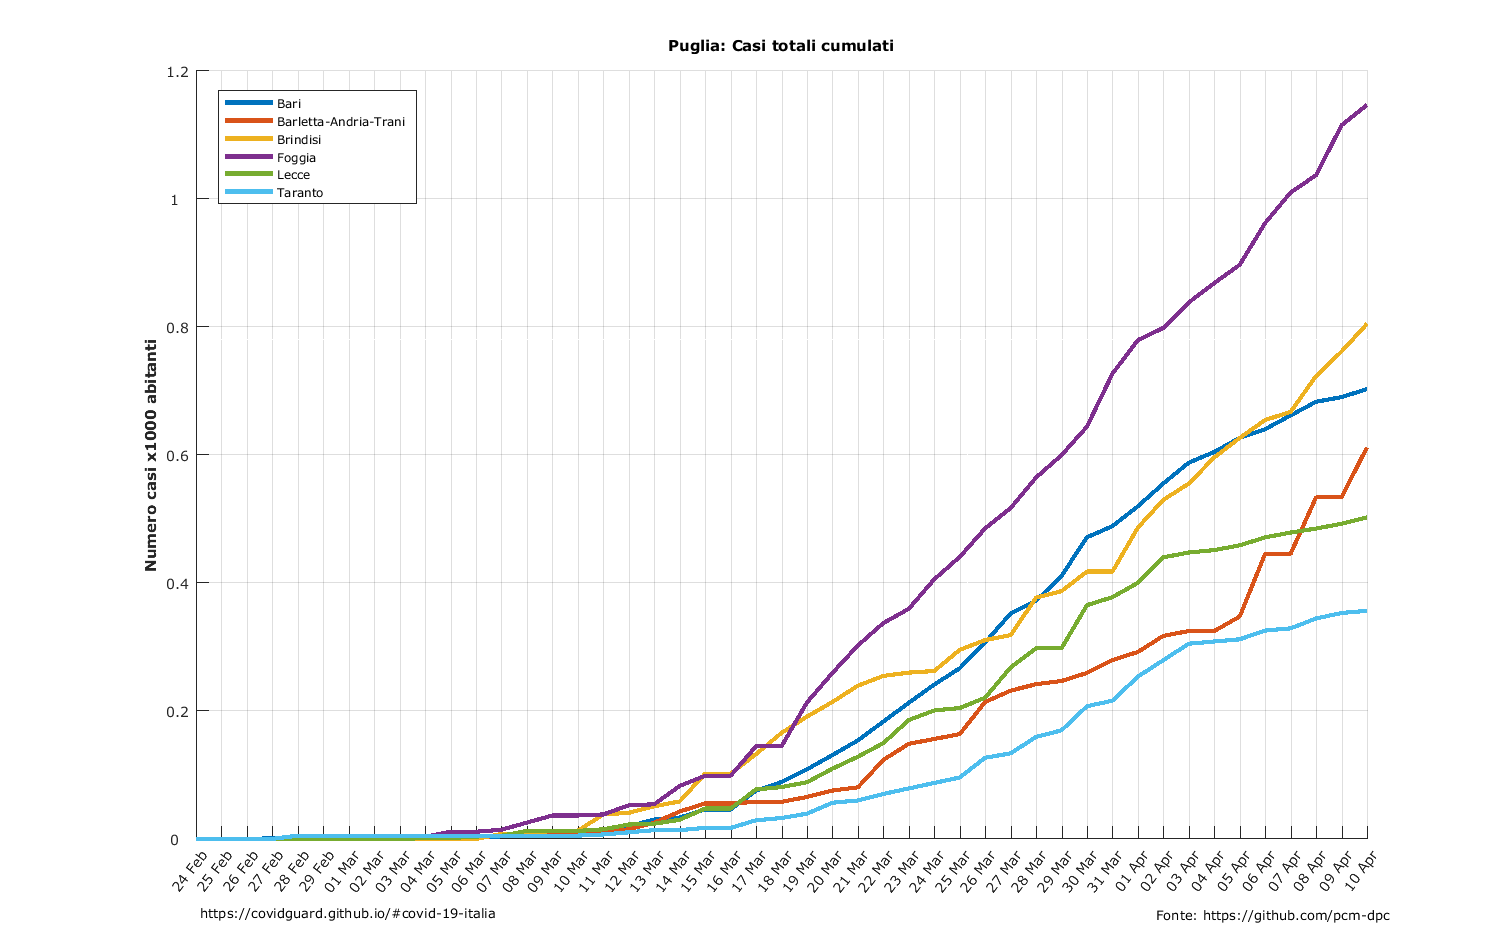 Puglia: Casi totali cumulati
Numero casi x1000 abitanti
1.2
1
0.8
0.6
0.4
0.2
0
Bari
Barletta-Andria-Trani
Brindisi
Foggia
Lecce
Taranto
24 Feb
25 Feb
26 Feb
27 Feb
28 Feb
29 Feb
01 Mar
02 Mar
03 Mar
04 Mar
05 Mar
06 Mar
07 Mar
08 Mar
09 Mar
10 Mar
11 Mar
12 Mar
13 Mar
14 Mar
15 Mar
16 Mar
17 Mar
18 Mar
19 Mar
20 Mar
21 Mar
22 Mar
23 Mar
24 Mar
25 Mar
26 Mar
27 Mar
28 Mar
29 Mar
30 Mar
31 Mar
01 Apr
02 Apr
03 Apr
04 Apr
05 Apr
06 Apr
07 Apr
08 Apr
09 Apr
10 Apr
https://covidguard.github.io/#covid-19-italia
Fonte: https://github.com/pcm-dpc